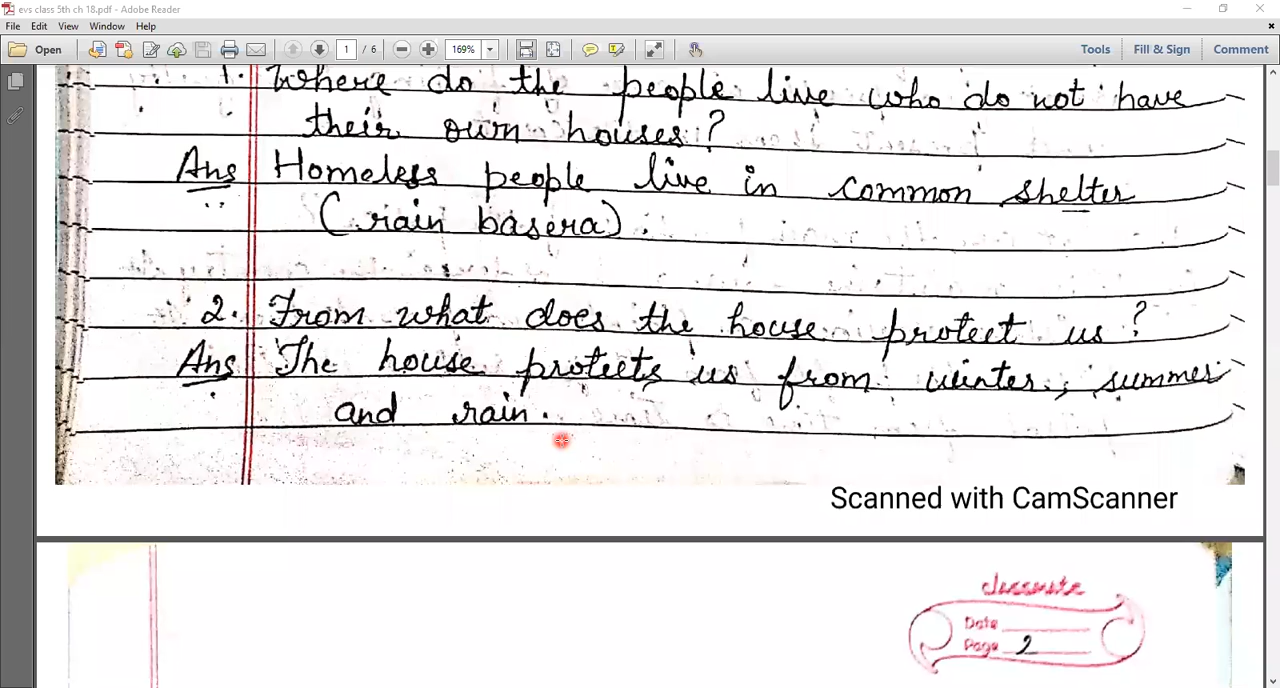 evs class 5th ch 18.pdf - Adobe Reader
File Edit View Window Help
Open 1 / 6 169% Tools Fill & Sign Comment
1. Where do the people live who do not have
their own houses?
Ans Homeless people live in common shelter
(rain basera).
2. From what does the house protect us?
Ans The house protects us from winter, summer
and rain.
Scanned with CamScanner
classmate
Date
Page 2